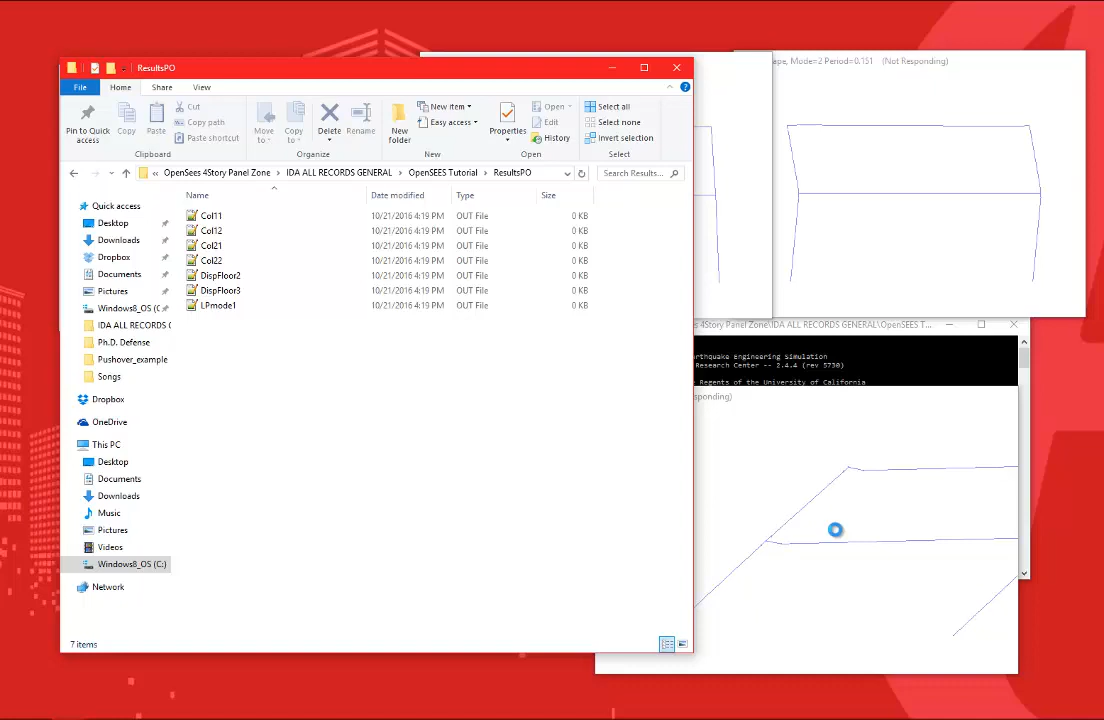 ResultsPO
ape, Mode=2 Period=0.151 (Not Responding)
File Home Share View
Pin to Quick access
Copy
Paste
Cut
Copy path
Paste shortcut
Move to
Copy to
Delete
Rename
New folder
New item
Easy access
Properties
Open
Edit
History
Select all
Select none
Invert selection
Clipboard Organize New Open Select
« OpenSees 4Story Panel Zone > IDA ALL RECORDS GENERAL > OpenSEES Tutorial > ResultsPO
Search Results...
Name Date modified Type Size
Col11 10/21/2016 4:19 PM OUT File 0 KB
Col12 10/21/2016 4:19 PM OUT File 0 KB
Col21 10/21/2016 4:19 PM OUT File 0 KB
Col22 10/21/2016 4:19 PM OUT File 0 KB
DispFloor2 10/21/2016 4:19 PM OUT File 0 KB
DispFloor3 10/21/2016 4:19 PM OUT File 0 KB
LPmode1 10/21/2016 4:19 PM OUT File 0 KB
Quick access
Desktop
Downloads
Dropbox
Documents
Pictures
Windows8_OS (C
IDA ALL RECORDS (
Ph.D. Defense
Pushover_example
Songs
Dropbox
OneDrive
This PC
Desktop
Documents
Downloads
Music
Pictures
Videos
Windows8_OS (C:)
Network
7 items
s 4Story Panel Zone\IDA ALL RECORDS GENERAL\OpenSEES T...
arthquake Engineering Simulation
Research Center -- 2.4.4 (rev 5730)
Regents of the University of California
sponding)